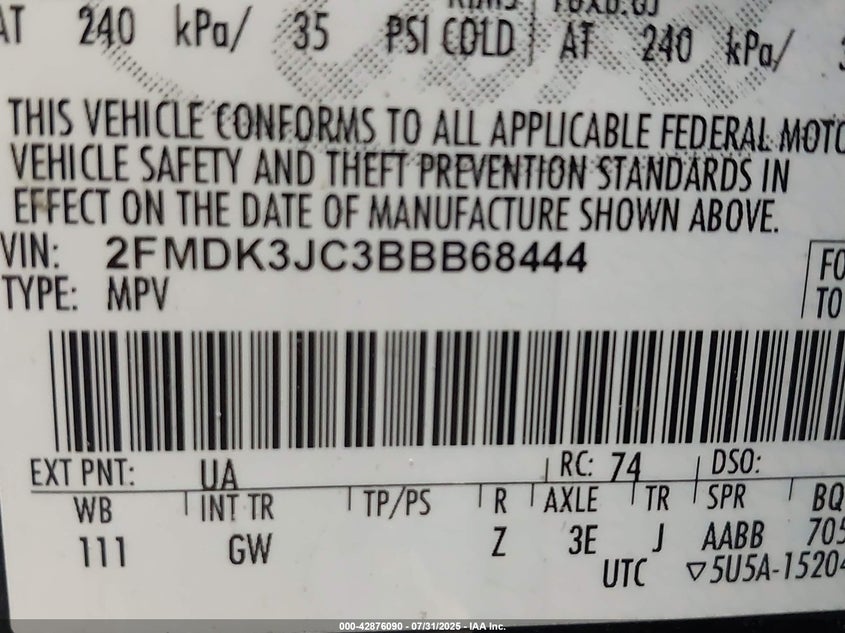 AT 240 kPa/ 35 PSI COLD AT 240 kPa/
THIS VEHICLE CONFORMS TO ALL APPLICABLE FEDERAL MOTO
VEHICLE SAFETY AND THEFT PREVENTION STANDARDS IN
EFFECT ON THE DATE OF MANUFACTURE SHOWN ABOVE.
VIN: 2FMDK3JC3BBB68444
FO
TYPE: MPV
TO
EXT PNT: UA RC: 74 DSO:
WB INT TR TP/PS R AXLE TR SPR BQ
111 GW Z 3E J AABB 705
UTC ▽5U5A-15204
000-42876090 - 07/31/2025 - IAA Inc.